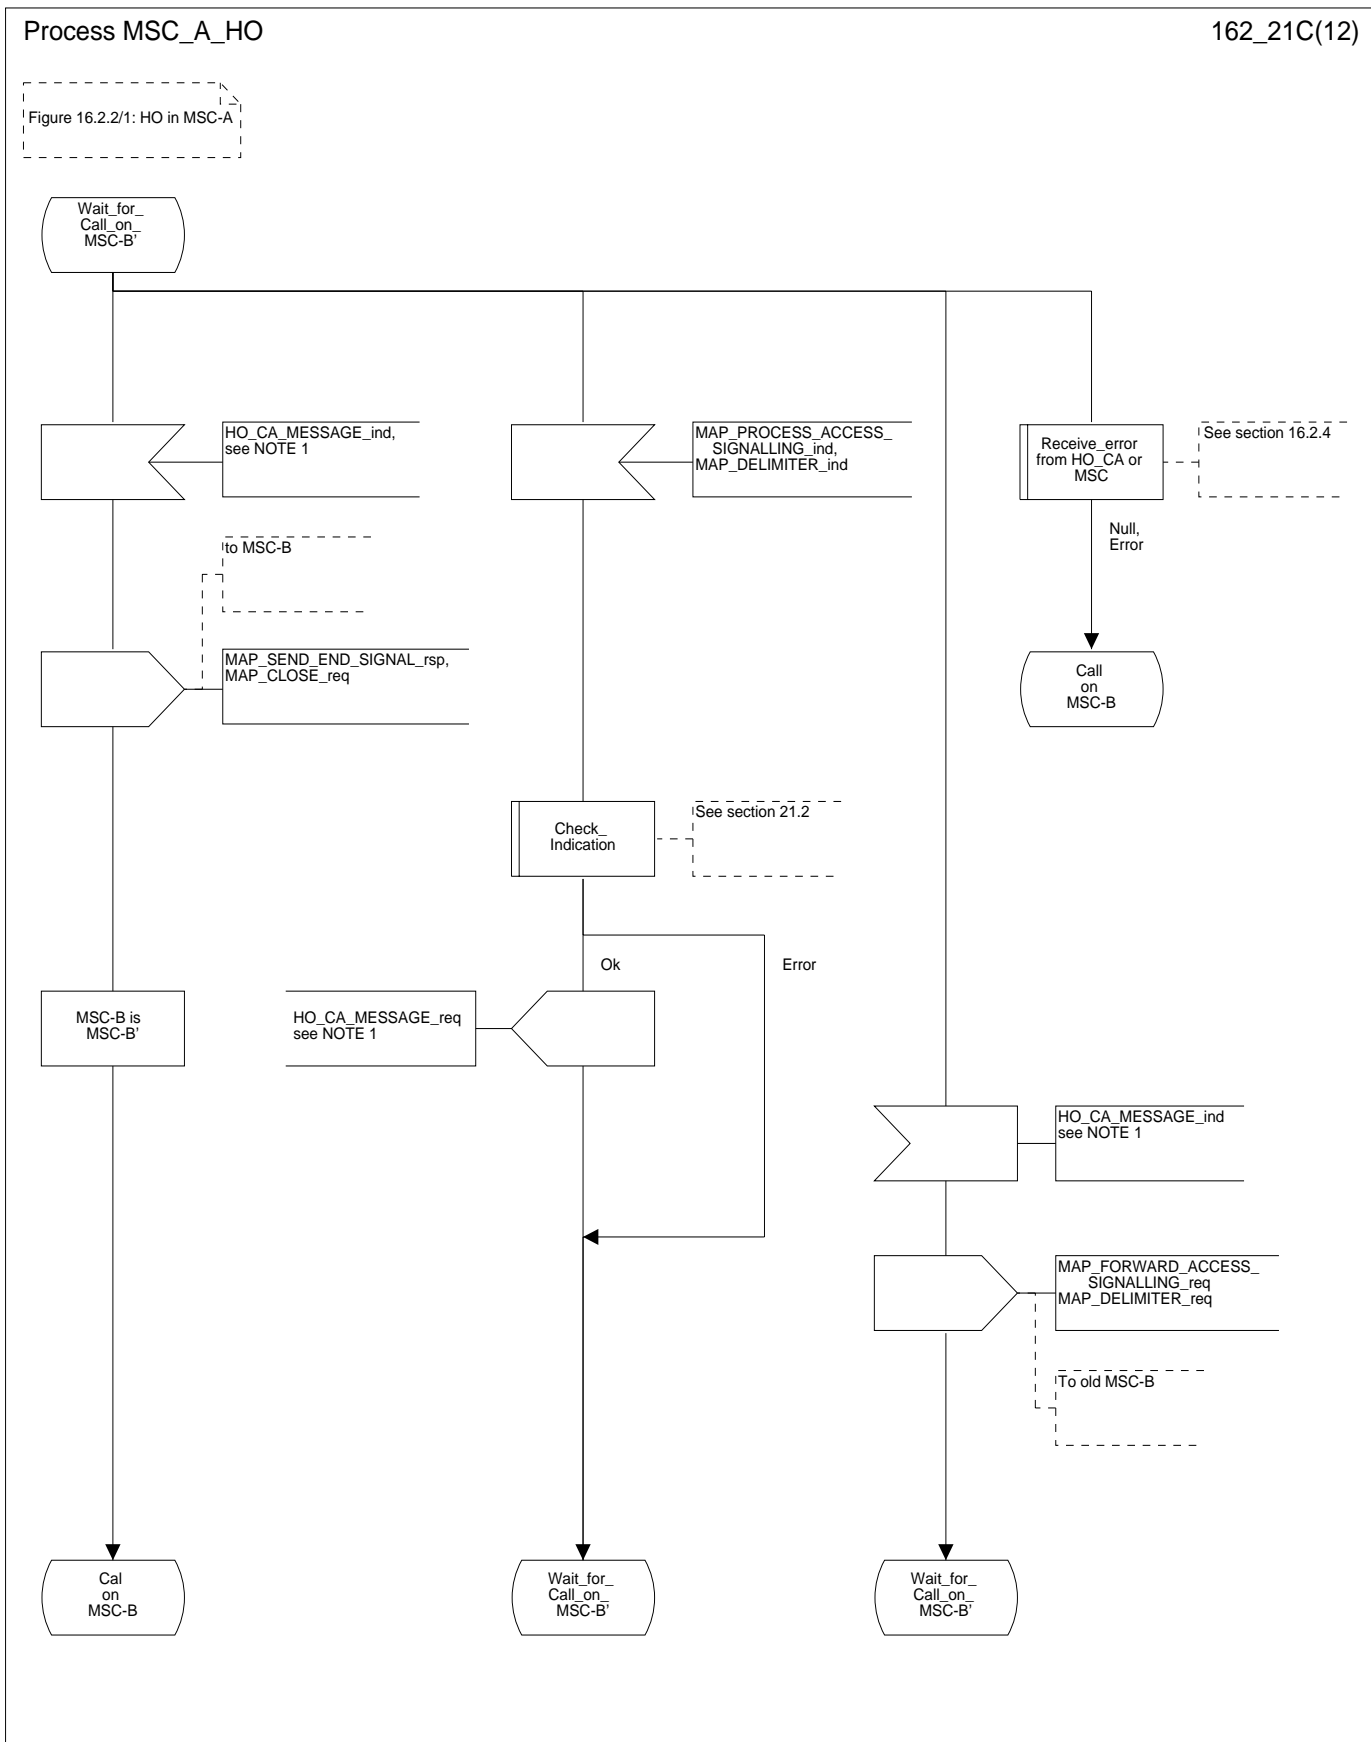 Process MSC_A_HO
162_21C(12)
Figure 16.2.2/1: HO in MSC-A
Wait_for_
Call_on_
MSC-B'
HO_CA_MESSAGE_ind,
see NOTE 1
MAP_PROCESS_ACCESS_
SIGNALLING_ind,
MAP_DELIMITER_ind
Receive_error
from HO_CA or
MSC
See section 16.2.4
Null,
Error
to MSC-B
MAP_SEND_END_SIGNAL_rsp,
MAP_CLOSE_req
Call
on
MSC-B
Check_
Indication
See section 21.2
Ok
Error
MSC-B is
MSC-B'
HO_CA_MESSAGE_req
see NOTE 1
HO_CA_MESSAGE_ind
see NOTE 1
MAP_FORWARD_ACCESS_
SIGNALLING_req
MAP_DELIMITER_req
To old MSC-B
Cal
on
MSC-B
Wait_for_
Call_on_
MSC-B'
Wait_for_
Call_on_
MSC-B'